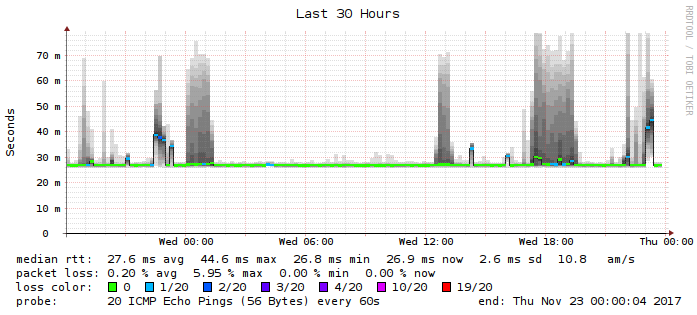 Last 30 Hours
RRDTOOL / TOBI OETIKER
Seconds
70 m
60 m
50 m
40 m
30 m
20 m
10 m
0
Wed 00:00 Wed 06:00 Wed 12:00 Wed 18:00 Thu 00:00
median rtt: 27.6 ms avg 44.6 ms max 26.8 ms min 26.9 ms now 2.6 ms sd 10.8 am/s
packet loss: 0.20 % avg 5.95 % max 0.00 % min 0.00 % now
loss color: 0 1/20 2/20 3/20 4/20 10/20 19/20
probe: 20 ICMP Echo Pings (56 Bytes) every 60s end: Thu Nov 23 00:00:04 2017